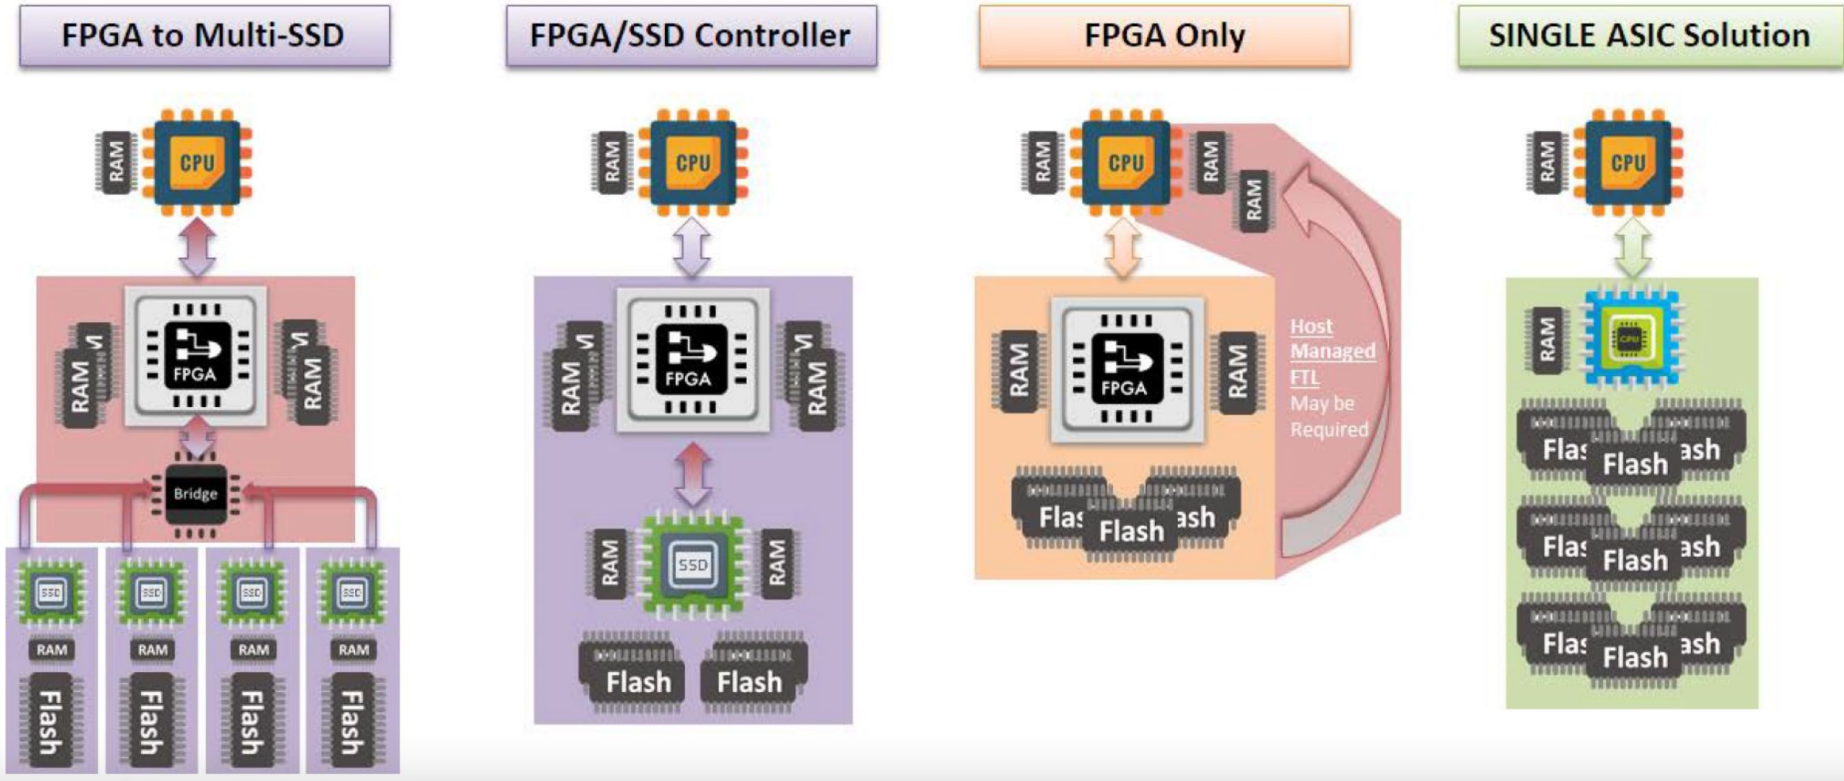 FPGA to Multi-SSD
FPGA/SSD Controller
FPGA Only
SINGLE ASIC Solution
RAM
CPU
RAM
CPU
RAM
CPU
RAM
RAM
RAM
CPU
RAM
RAM
FPGA
RAM
Bridge
SSD
SSD
SSD
SSD
RAM
RAM
RAM
RAM
Flash
Flash
Flash
Flash
RAM
FPGA
RAM
RAM
SSD
RAM
Flash
Flash
RAM
FPGA
RAM
Flash
Host
Managed
FTL
May be
Required
RAM
CPU
Flash
Flash
Flash